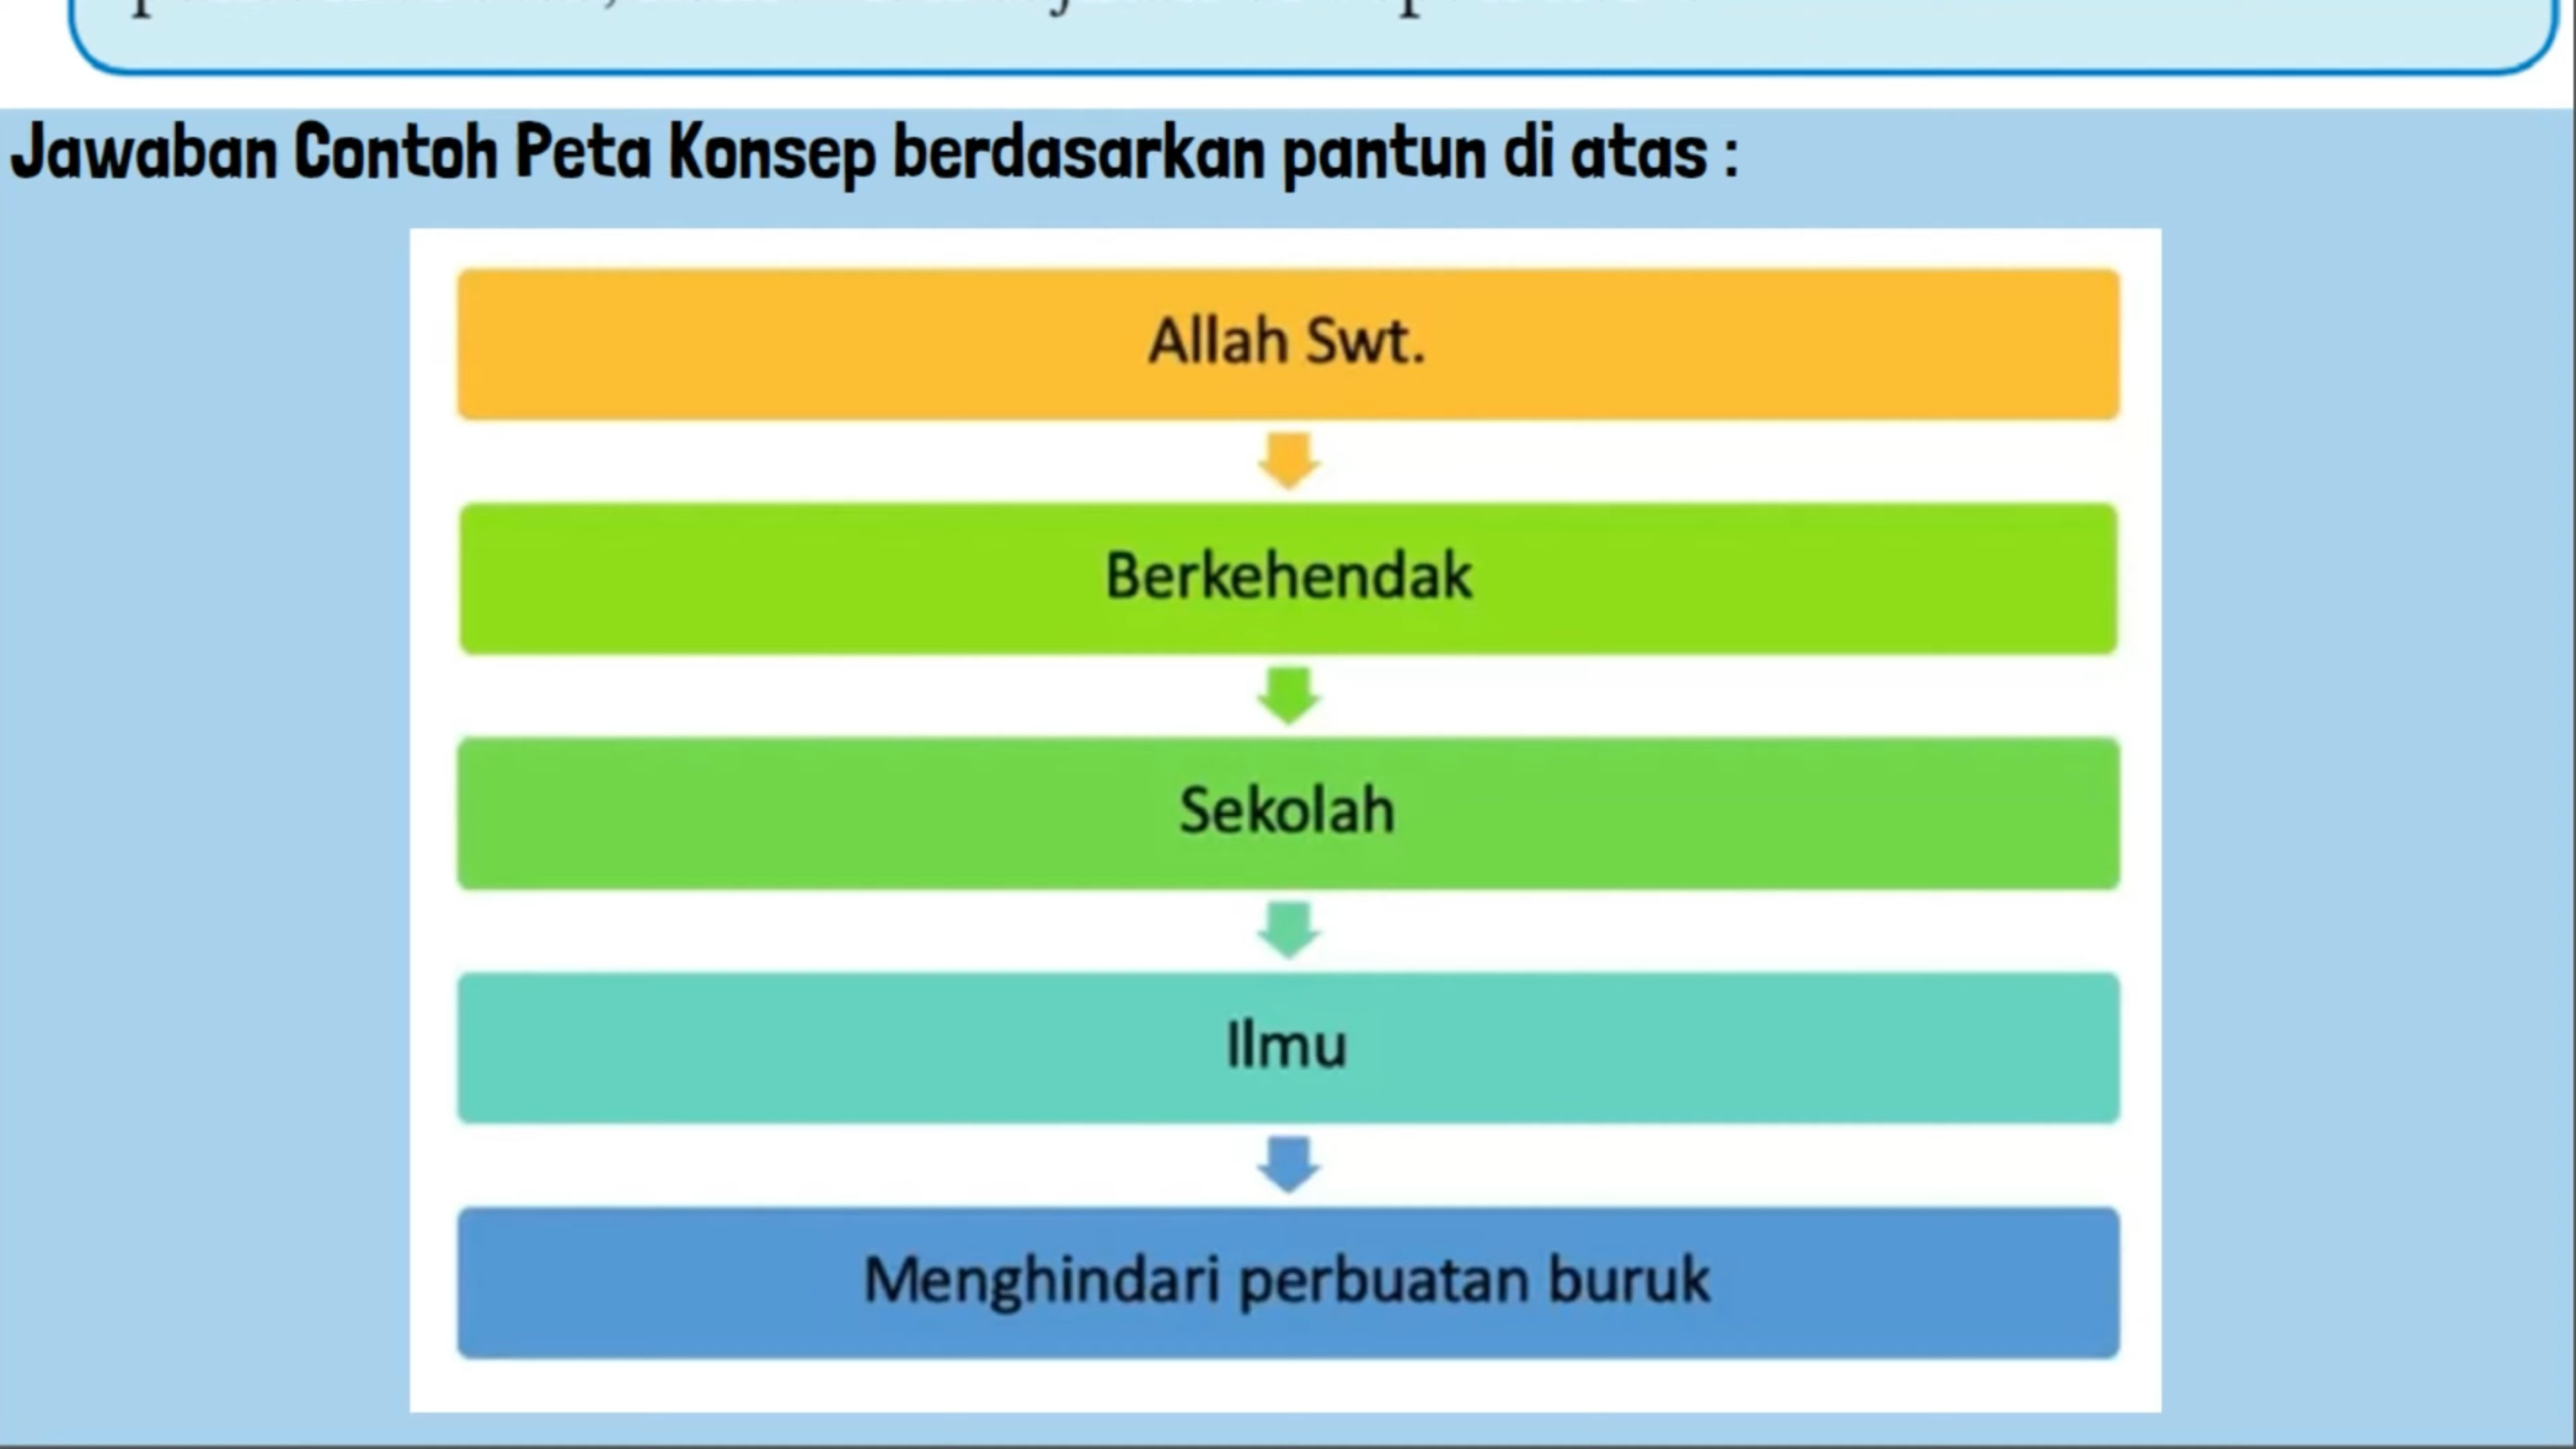 Jawaban Contoh Peta Konsep berdasarkan pantun di atas :
Allah Swt.
Berkehendak
Sekolah
Ilmu
Menghindari perbuatan buruk